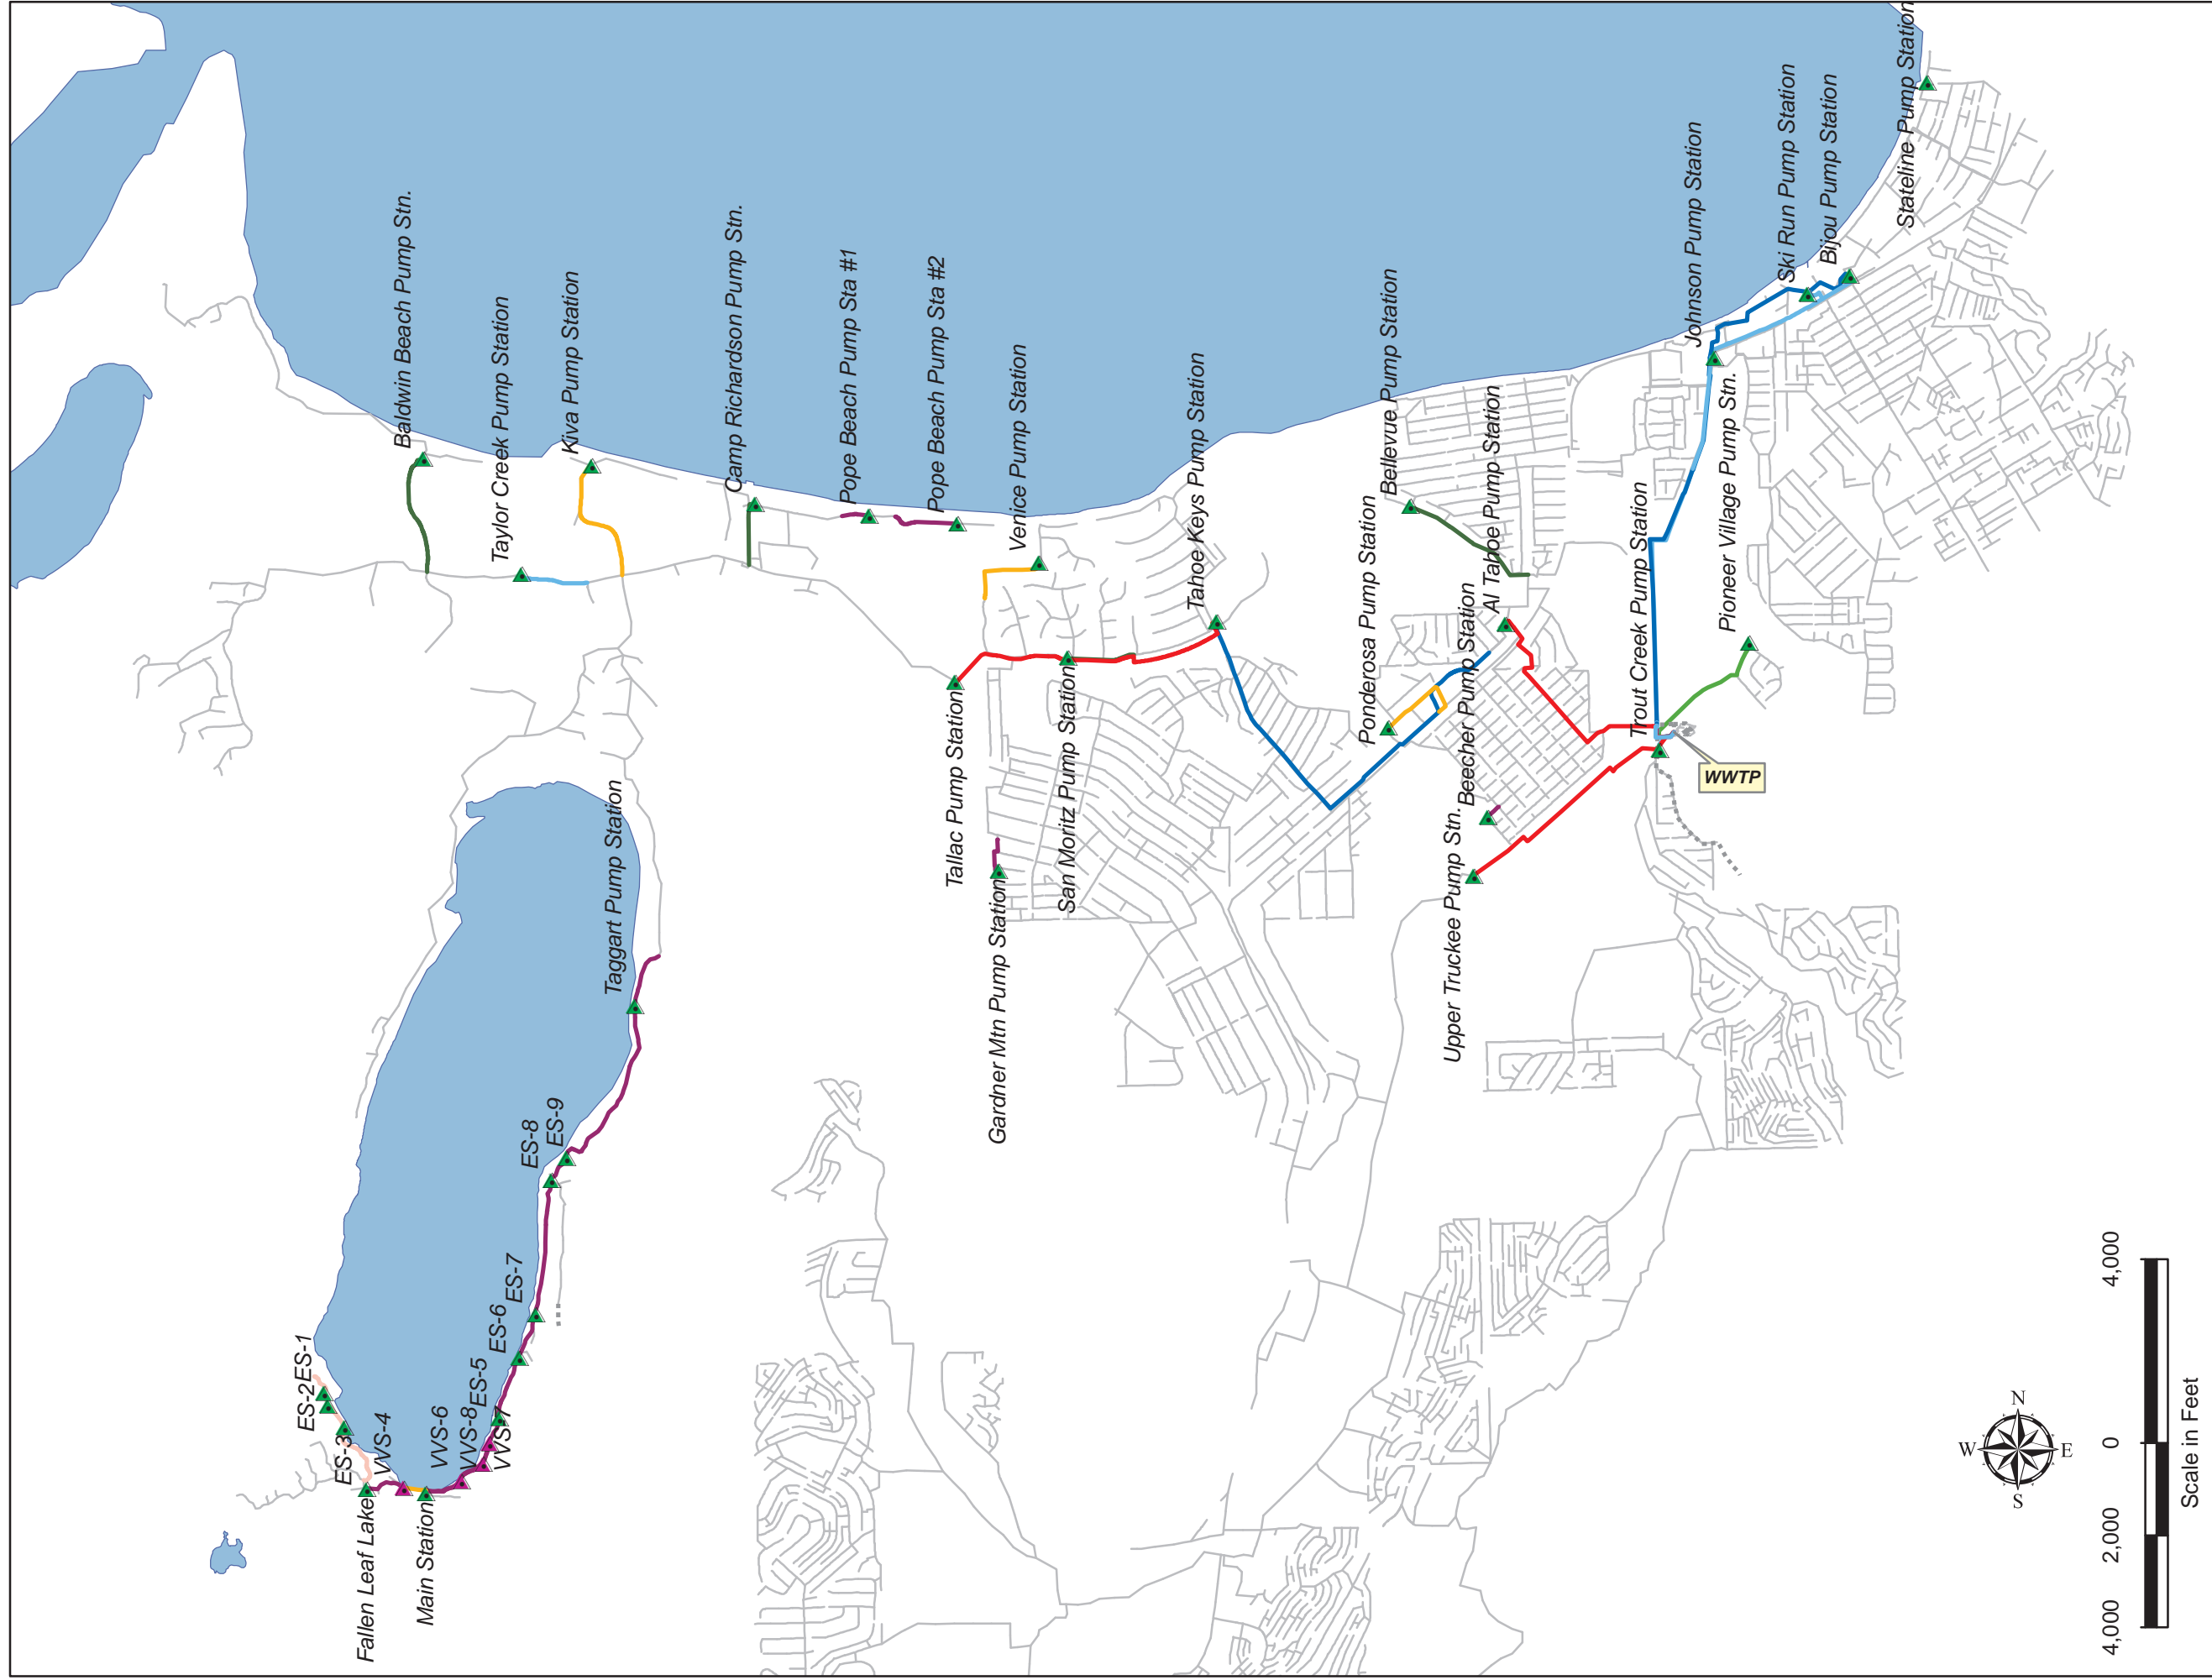 Baldwin Beach Pump Stn.
Taylor Creek Pump Station
Kiva Pump Station
Camp Richardson Pump Stn.
Pope Beach Pump Sta #1
Pope Beach Pump Sta #2
Venice Pump Station
Tahoe Keys Pump Station
Bellevue Pump Station
Al Tahoe Pump Station
Johnson Pump Station
Ski Run Pump Station
Bijou Pump Station
Stateline Pump Station
Pioneer Village Pump Stn.
Trout Creek Pump Station
Ponderosa Pump Station
Beecher Pump Station
Upper Truckee Pump Stn.
WWTP
Tallac Pump Station
San Moritz Pump Station
Gardner Mtn Pump Station
Taggart Pump Station
ES-9
ES-8
ES-7
ES-6
ES-5
ES-1
ES-2
ES-3
VVS-4
VVS-6
VVS-8
VVS-7
Fallen Leaf Lake
Main Station
N
W
E
S
4,000
2,000
0
4,000
Scale in Feet